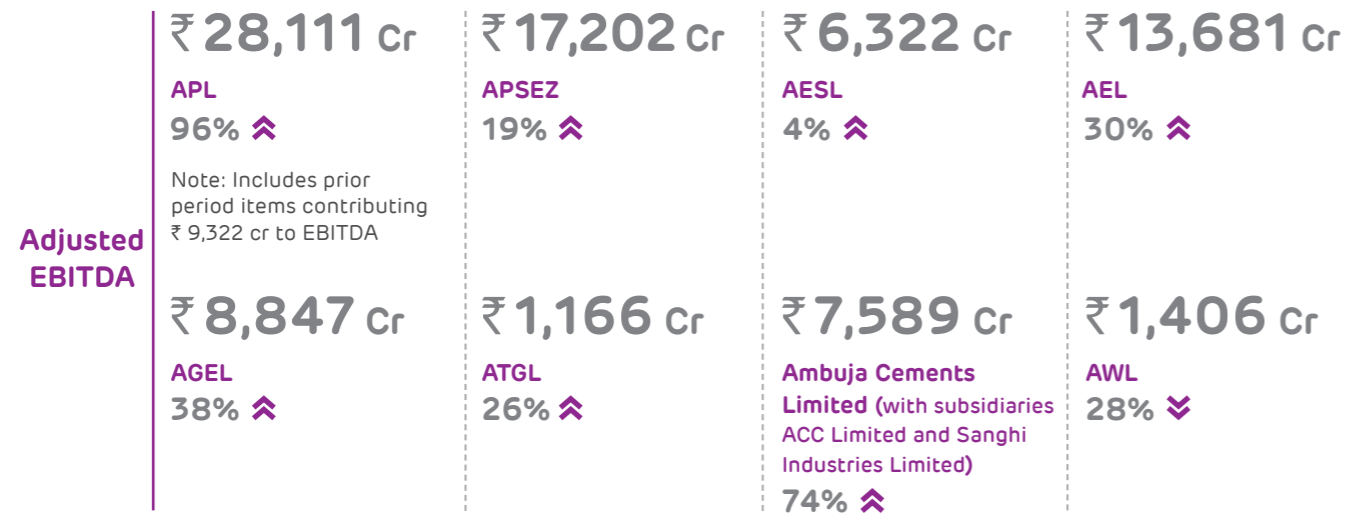 Adjusted
EBITDA
₹ 28,111 Cr
APL
96%
Note: Includes prior
period items contributing
₹ 9,322 cr to EBITDA
₹ 17,202 Cr
APSEZ
19%
₹ 6,322 Cr
AESL
4%
₹ 13,681 Cr
AEL
30%
₹ 8,847 Cr
AGEL
38%
₹ 1,166 Cr
ATGL
26%
₹ 7,589 Cr
Ambuja Cements
Limited (with subsidiaries
ACC Limited and Sanghi
Industries Limited)
74%
₹ 1,406 Cr
AWL
28%